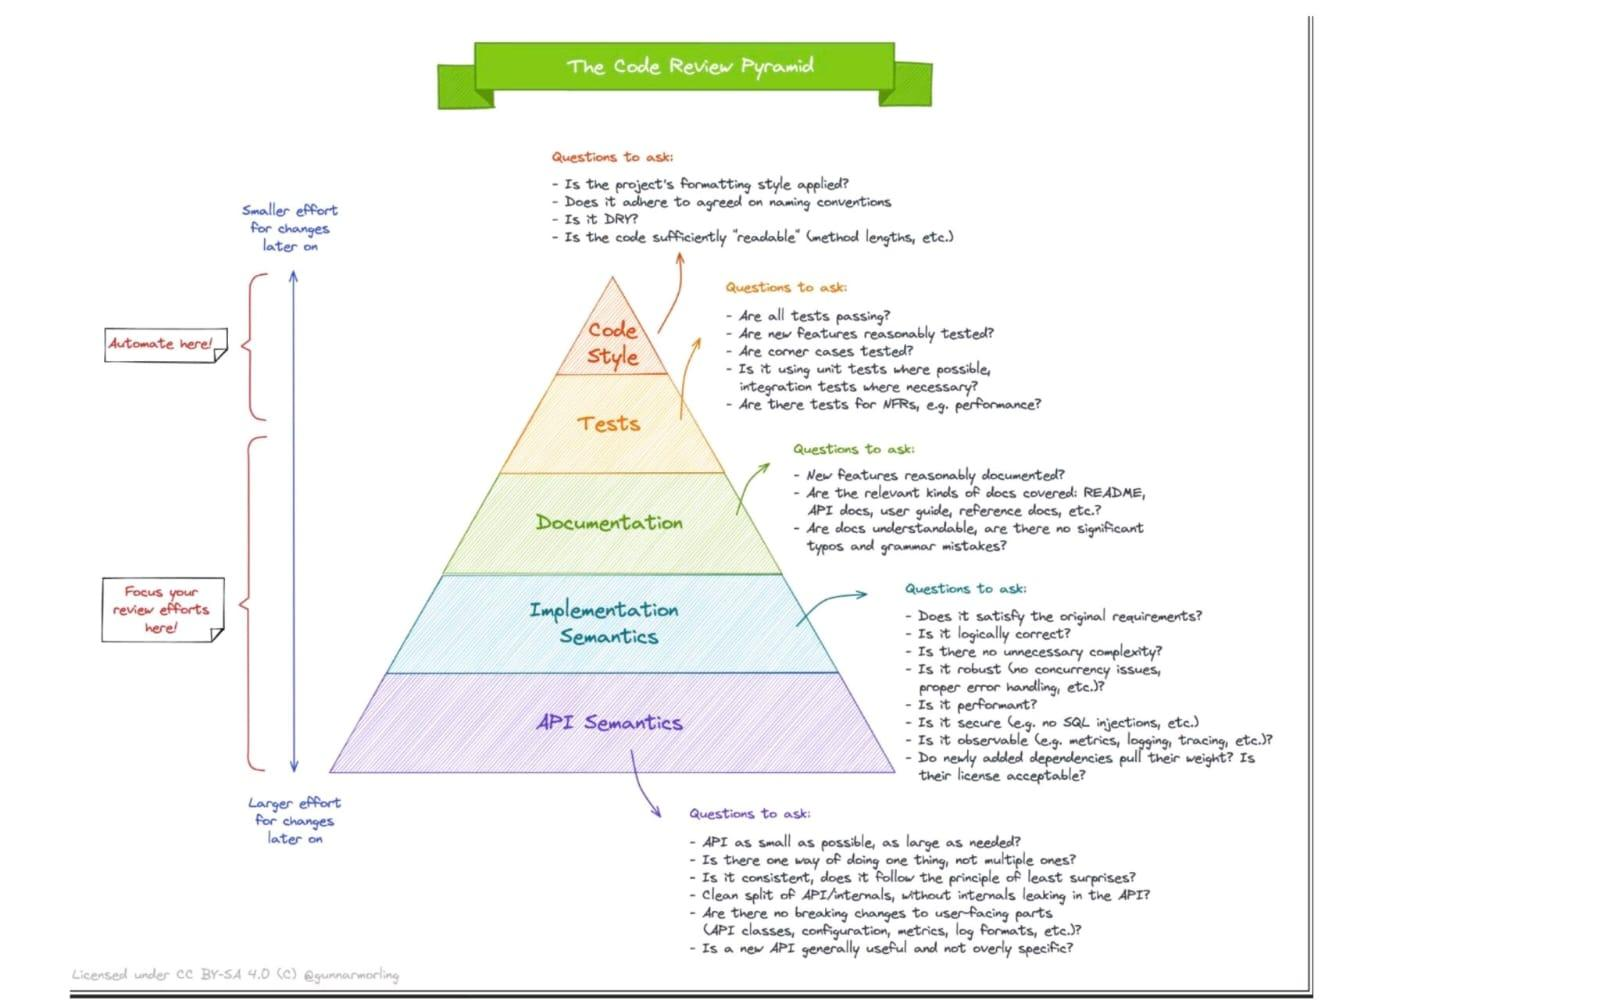 The Code Review Pyramid
Questions to ask:
- Is the project's formatting style applied?
- Does it adhere to agreed on naming conventions
- Is it DRY?
- Is the code sufficiently "readable" (method lengths, etc.)
Smaller effort
for changes
later on
Automate here!
Code
Style
Questions to ask:
- Are all tests passing?
- Are new features reasonably tested?
- Are corner cases tested?
- Is it using unit tests where possible,
integration tests where necessary?
- Are there tests for NFRs, e.g. performance?
Tests
Questions to ask:
- New features reasonably documented?
- Are the relevant kinds of docs covered: README,
API docs, user guide, reference docs, etc.?
- Are docs understandable, are there no significant
typos and grammar mistakes?
Documentation
Focus your
review efforts
here!
Implementation
Semantics
Questions to ask:
- Does it satisfy the original requirements?
- Is it logically correct?
- Is there no unnecessary complexity?
- Is it robust (no concurrency issues,
proper error handling, etc.)?
- Is it performant?
- Is it secure (e.g. no SQL injections, etc.)
- Is it observable (e.g. metrics, logging, tracing, etc.)?
- Do newly added dependencies pull their weight? Is
their license acceptable?
API Semantics
Larger effort
for changes
later on
Questions to ask:
- API as small as possible, as large as needed?
- Is there one way of doing one thing, not multiple ones?
- Is it consistent, does it follow the principle of least surprises?
- Clean split of API/internals, without internals leaking in the API?
- Are there no breaking changes to user-facing parts
(API classes, configuration, metrics, log formats, etc.)?
- Is a new API generally useful and not overly specific?
Licensed under CC BY-SA 4.0 (C) @gunnarmorling